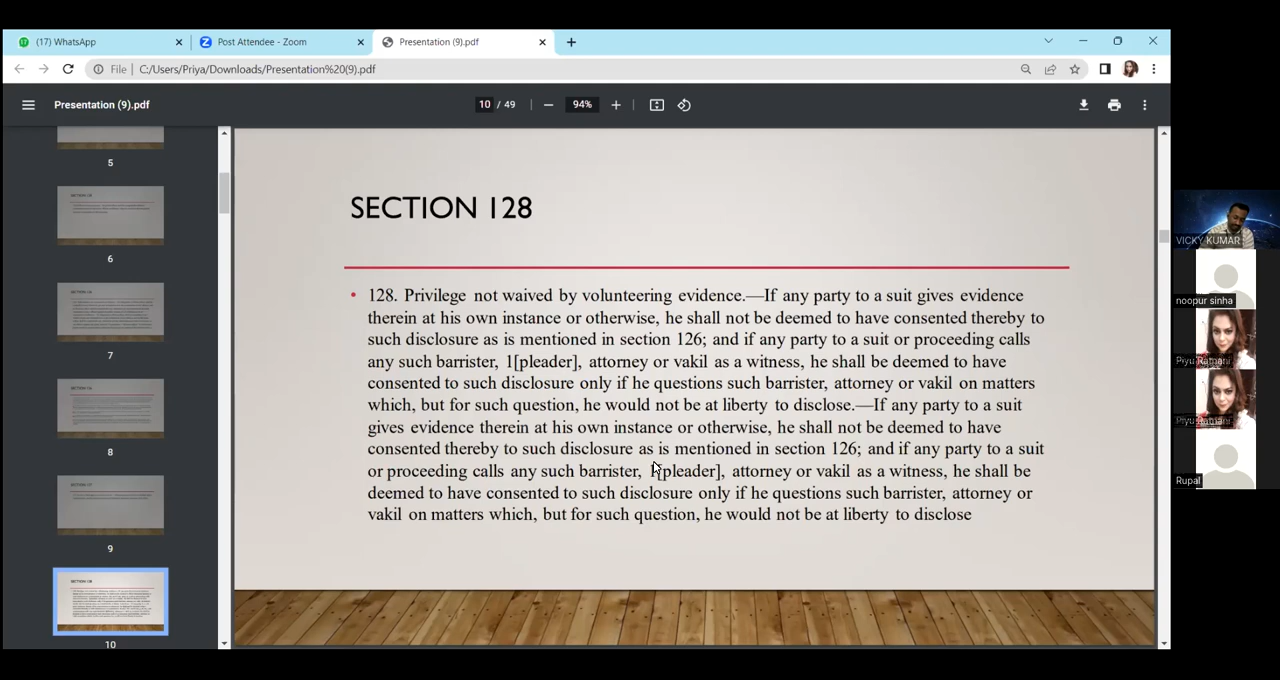 (17) WhatsApp
Post Attendee - Zoom
Presentation (9).pdf
File
C:/Users/Priya/Downloads/Presentation%20(9).pdf
Presentation (9).pdf
10 / 49
94%
5
6
7
8
9
10
SECTION 128
• 128. Privilege not waived by volunteering evidence.—If any party to a suit gives evidence
therein at his own instance or otherwise, he shall not be deemed to have consented thereby to
such disclosure as is mentioned in section 126; and if any party to a suit or proceeding calls
any such barrister, 1[pleader], attorney or vakil as a witness, he shall be deemed to have
consented to such disclosure only if he questions such barrister, attorney or vakil on matters
which, but for such question, he would not be at liberty to disclose.—If any party to a suit
gives evidence therein at his own instance or otherwise, he shall not be deemed to have
consented thereby to such disclosure as is mentioned in section 126; and if any party to a suit
or proceeding calls any such barrister, 1[pleader], attorney or vakil as a witness, he shall be
deemed to have consented to such disclosure only if he questions such barrister, attorney or
vakil on matters which, but for such question, he would not be at liberty to disclose
VICKY KUMAR
noopur sinha
Rupal